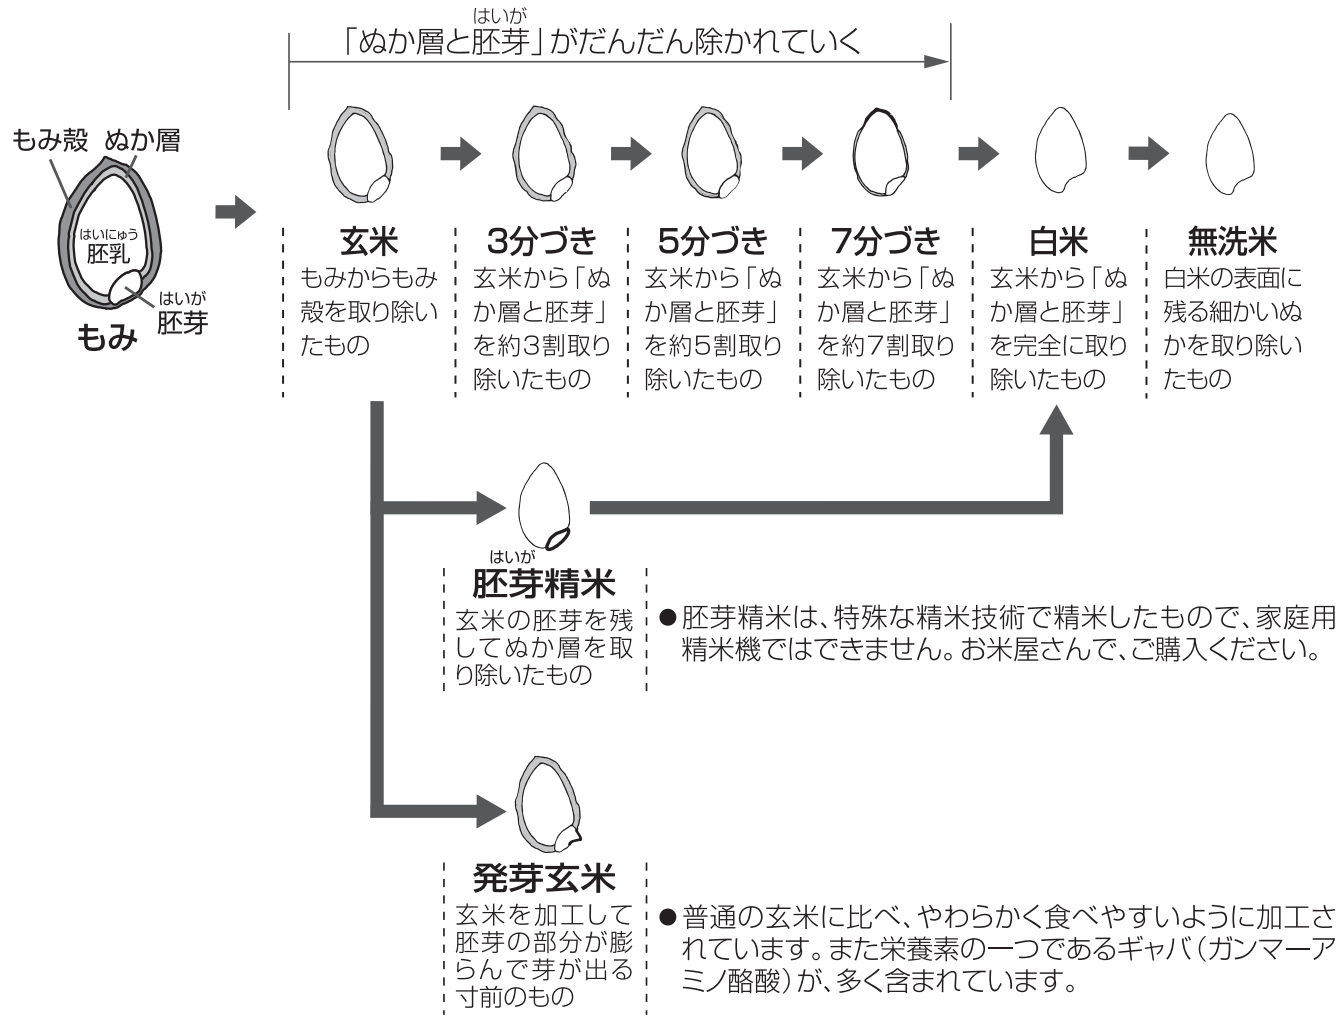 はいが
「ぬか層と胚芽」がだんだん除かれていく
もみ殻 ぬか層
はいにゅう
胚乳
はいが
胚芽
もみ
玄米
もみからもみ
殻を取り除い
たもの
3分づき
玄米から「ぬ
か層と胚芽」
を約3割取り
除いたもの
5分づき
玄米から「ぬ
か層と胚芽」
を約5割取り
除いたもの
7分づき
玄米から「ぬ
か層と胚芽」
を約7割取り
除いたもの
白米
玄米から「ぬ
か層と胚芽」
を完全に取り
除いたもの
無洗米
白米の表面に
残る細かいぬ
かを取り除い
たもの
はいが
胚芽精米
玄米の胚芽を残
してぬか層を取
り除いたもの
●胚芽精米は、特殊な精米技術で精米したもので、家庭用
精米機ではできません。お米屋さんで、ご購入ください。
発芽玄米
玄米を加工して
胚芽の部分が膨
らんで芽が出る
寸前のもの
●普通の玄米に比べ、やわらかく食べやすいように加工さ
れています。また栄養素の一つであるギャバ(ガンマーア
ミノ酪酸)が、多く含まれています。